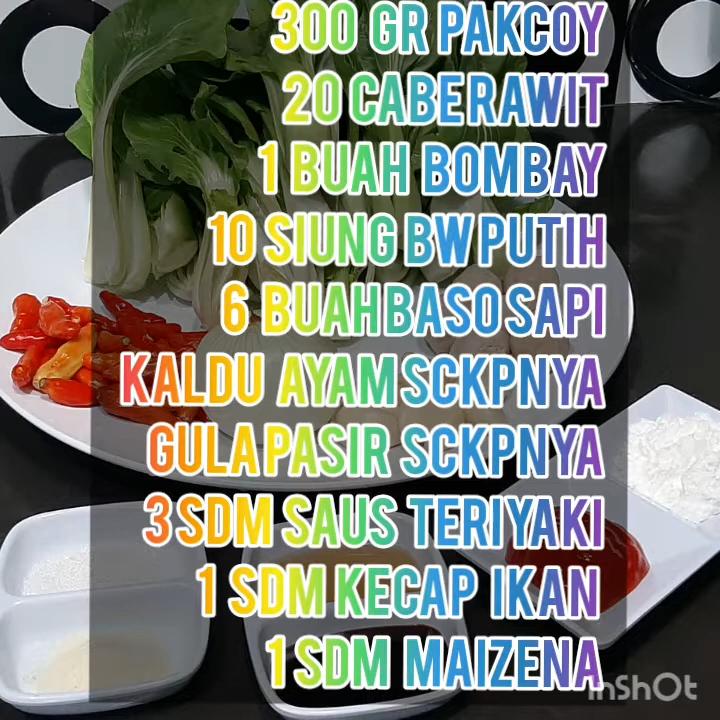 300 GR PAKCOY
20 CABE RAWIT
1 BUAH BOMBAY
10 SIUNG BW PUTIH
6 BUAH BASO SAPI
KALDU AYAM SCKPNYA
GULA PASIR SCKPNYA
3 SDM SAUS TERIYAKI
1 SDM KECAP IKAN
1 SDM MAIZENA
InShOt